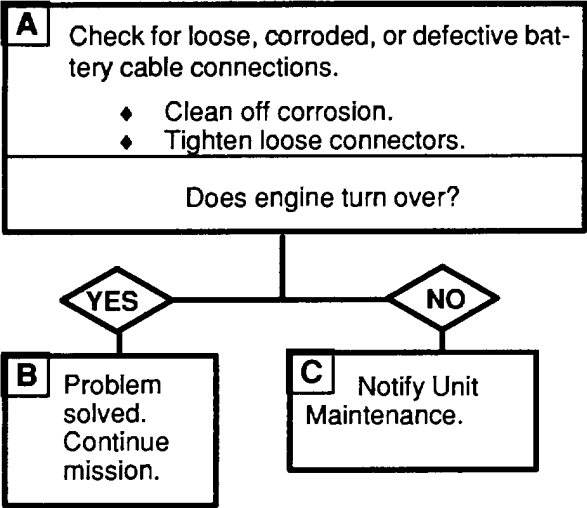 A
Check for loose, corroded, or defective bat-
tery cable connections.
♦ Clean off corrosion.
♦ Tighten loose connectors.
Does engine turn over?
YES
NO
B
Problem
solved.
Continue
mission.
C
Notify Unit
Maintenance.